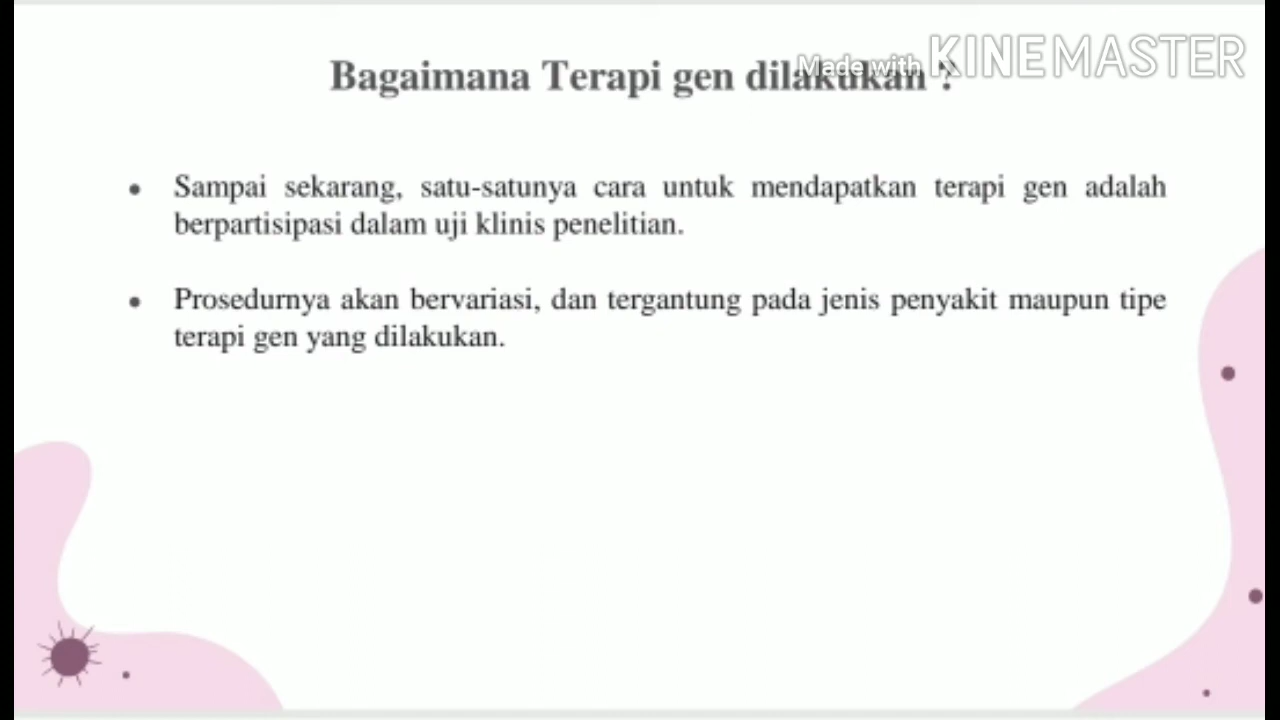 Bagaimana Terapi gen dilakukan ?
Made with KINEMASTER
Sampai sekarang, satu-satunya cara untuk mendapatkan terapi gen adalah
berpartisipasi dalam uji klinis penelitian.
Prosedurnya akan bervariasi, dan tergantung pada jenis penyakit maupun tipe
terapi gen yang dilakukan.